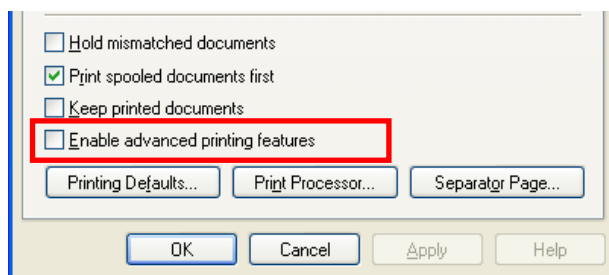 Hold mismatched documents
Print spooled documents first
Keep printed documents
Enable advanced printing features
Printing Defaults... Print Processor... Separator Page...
OK Cancel Apply Help